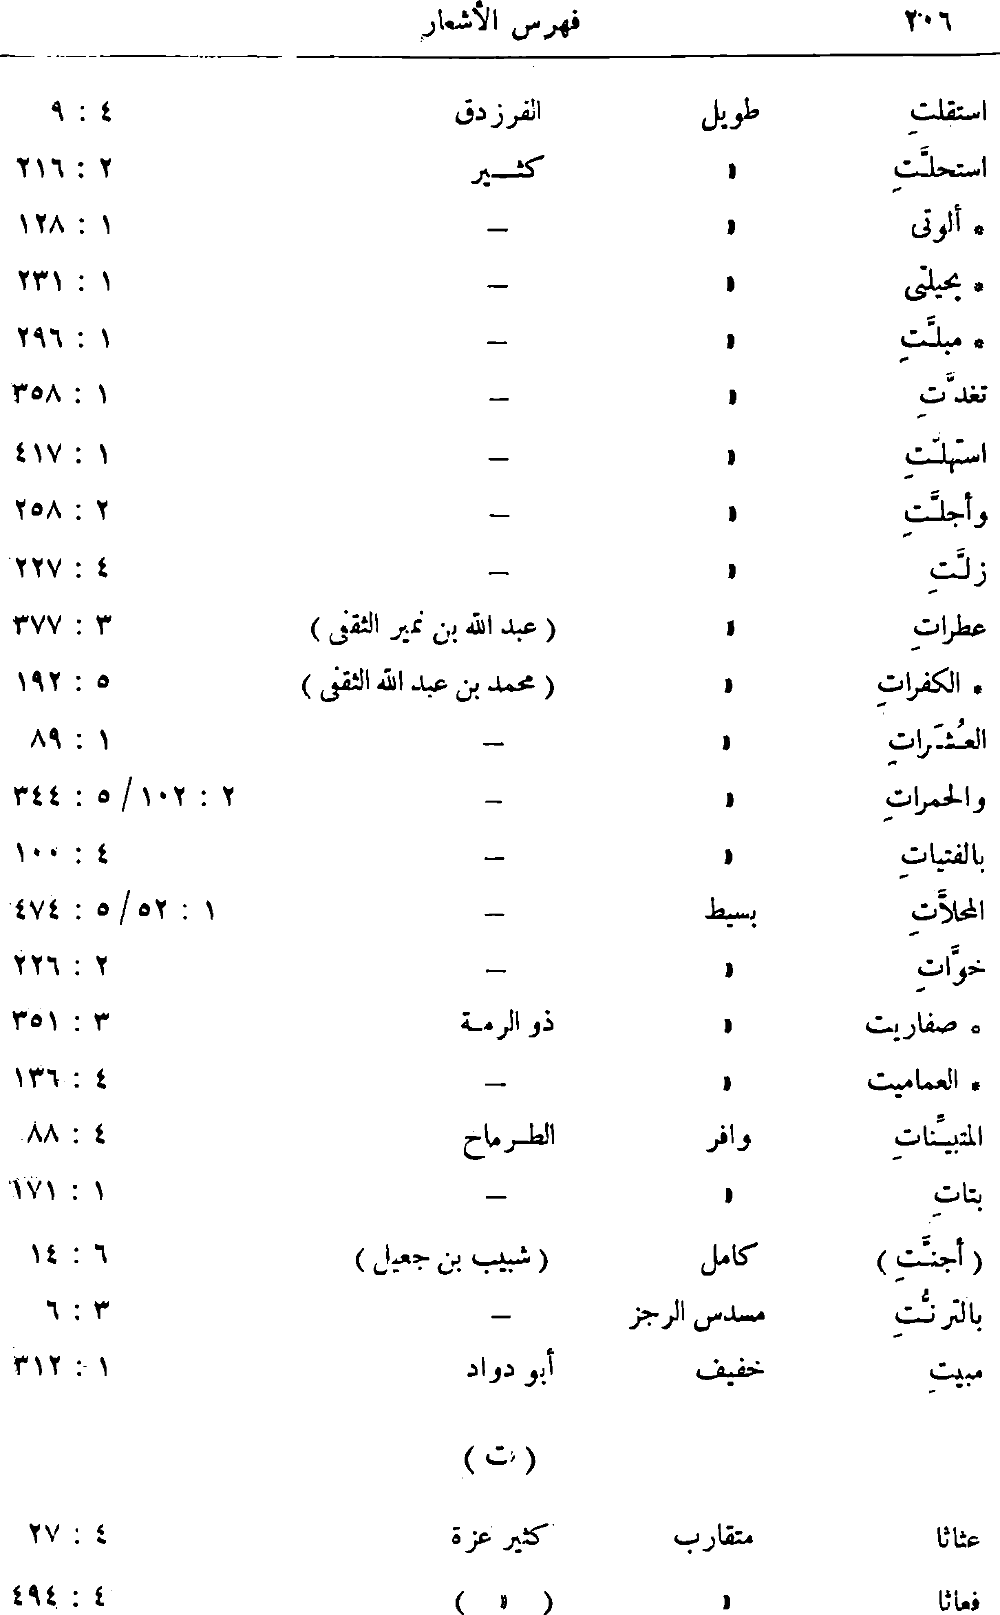 ٢٠٦ فهرس الأشعار
استقلتِ طويل الفرزدق ٤ : ٩
استحلَّتِ « كثير ٢ : ٢١٦
* ألوتى « — ١ : ١٢٨
* بحيلتى « — ١ : ٢٣١
* مبلَّتِ « — ١ : ٢٩٦
تغدَّتِ « — ١ : ٣٥٨
استهلّتِ « — ١ : ٤١٧
وأجلَّتِ « — ٢ : ٢٥٨
زلَّتِ « — ٤ : ٢٢٧
عطراتِ « ( عبد الله بن نمير الثقفى ) ٣ : ٣٧٧
* الكفراتِ « ( محمد بن عبد الله الثقفى ) ٥ : ١٩٢
العُشَراتِ « — ١ : ٨٩
والحمراتِ « — ٢ : ١٠٢ / ٥ : ٣٤٤
بالفتياتِ « — ٤ : ١٠٠
المحلاَّتِ بسيط — ١ : ٥٢ / ٥ : ٤٧٤
خوَّاتِ « — ٢ : ٢٢٦
* صفاريت « ذو الرمة ٣ : ٣٥١
* العماميت « — ٤ : ١٣٦
المتبيِّناتِ وافر الطرماح ٤ : ٨٨
بتاتِ « — ١ : ١٧١
( أجنَّتِ ) كامل ( شبيب بن جعيل ) ٦ : ١٤
بالترنُّتِ مسدس الرجز — ٣ : ٦
مبيتِ خفيف أبو دواد ١ : ٣١٢
( ت )
عثاثا متقارب كثير عزة ٤ : ٢٧
فعاثا « ( « ) ٤ : ٤٩٤